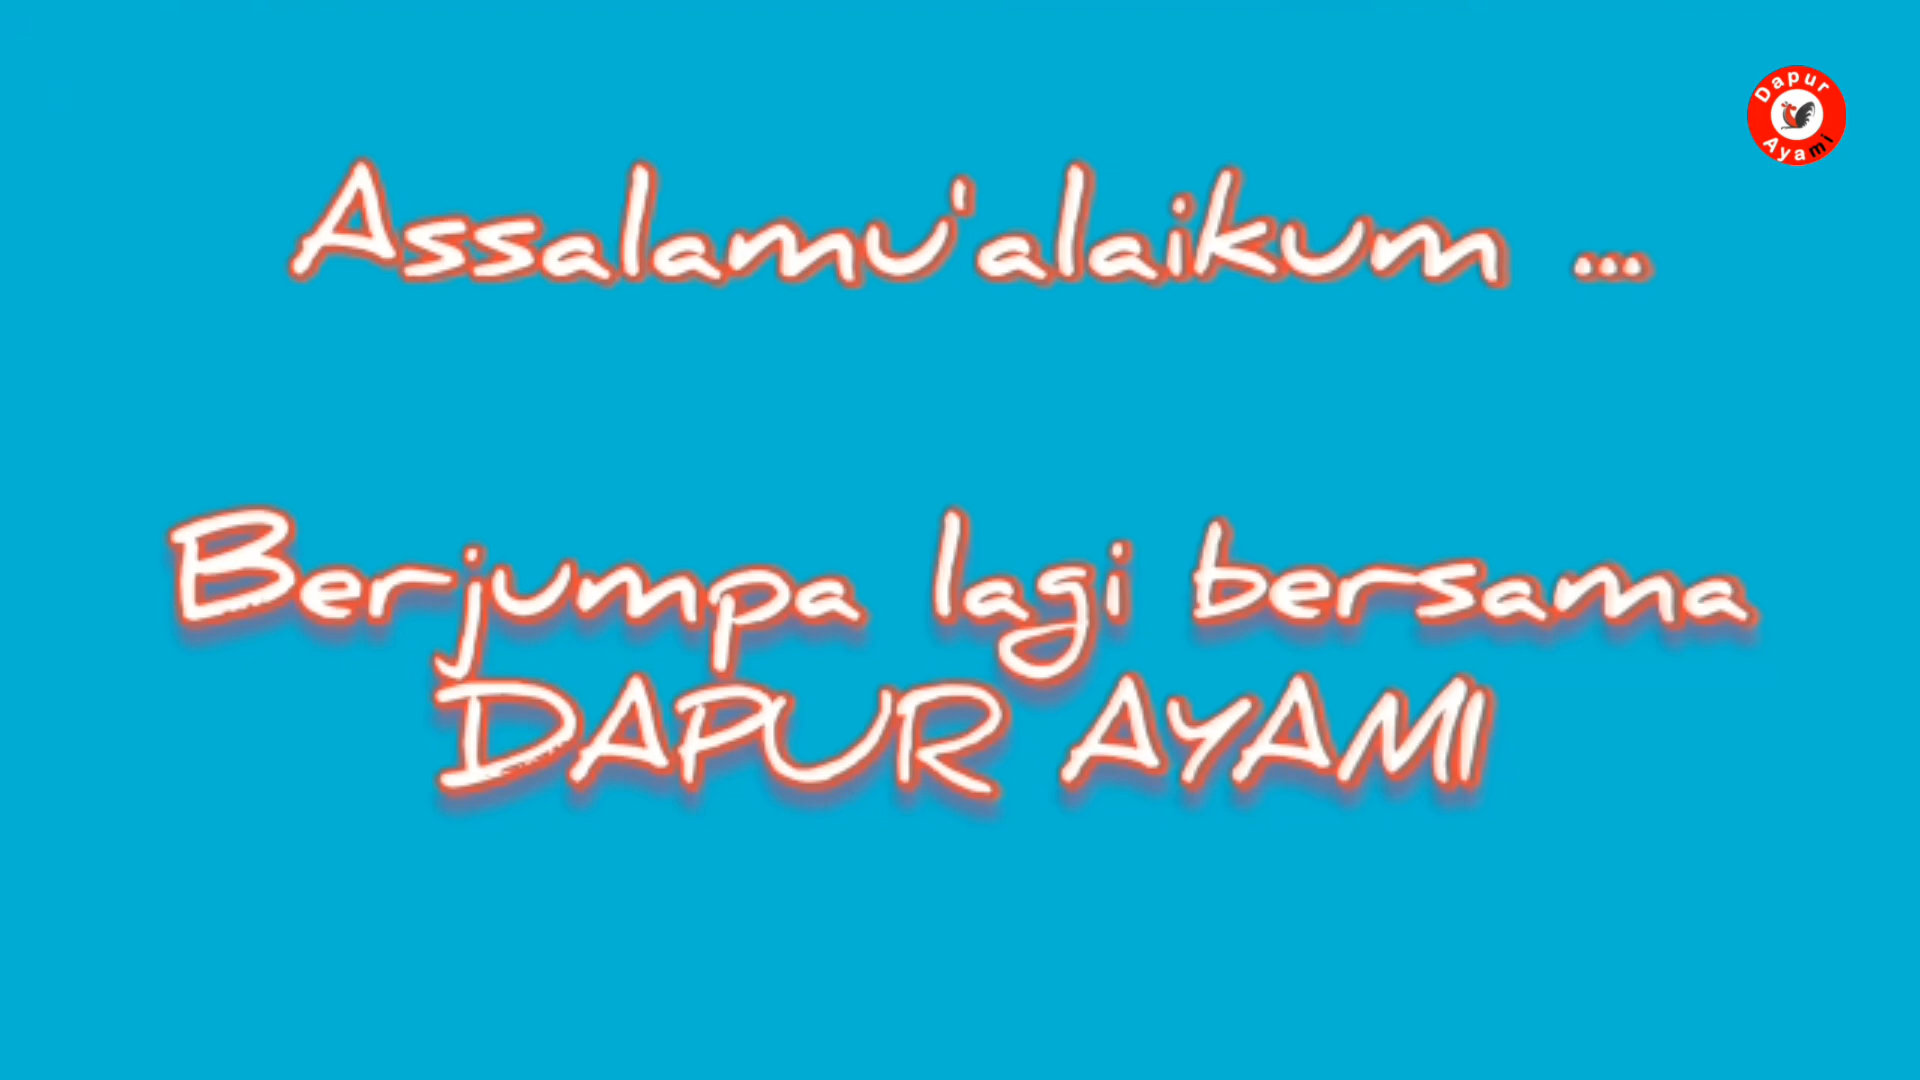 Dapur
Ayami
Assalamu'alaikum ...
Berjumpa lagi bersama
DAPUR AYAMI